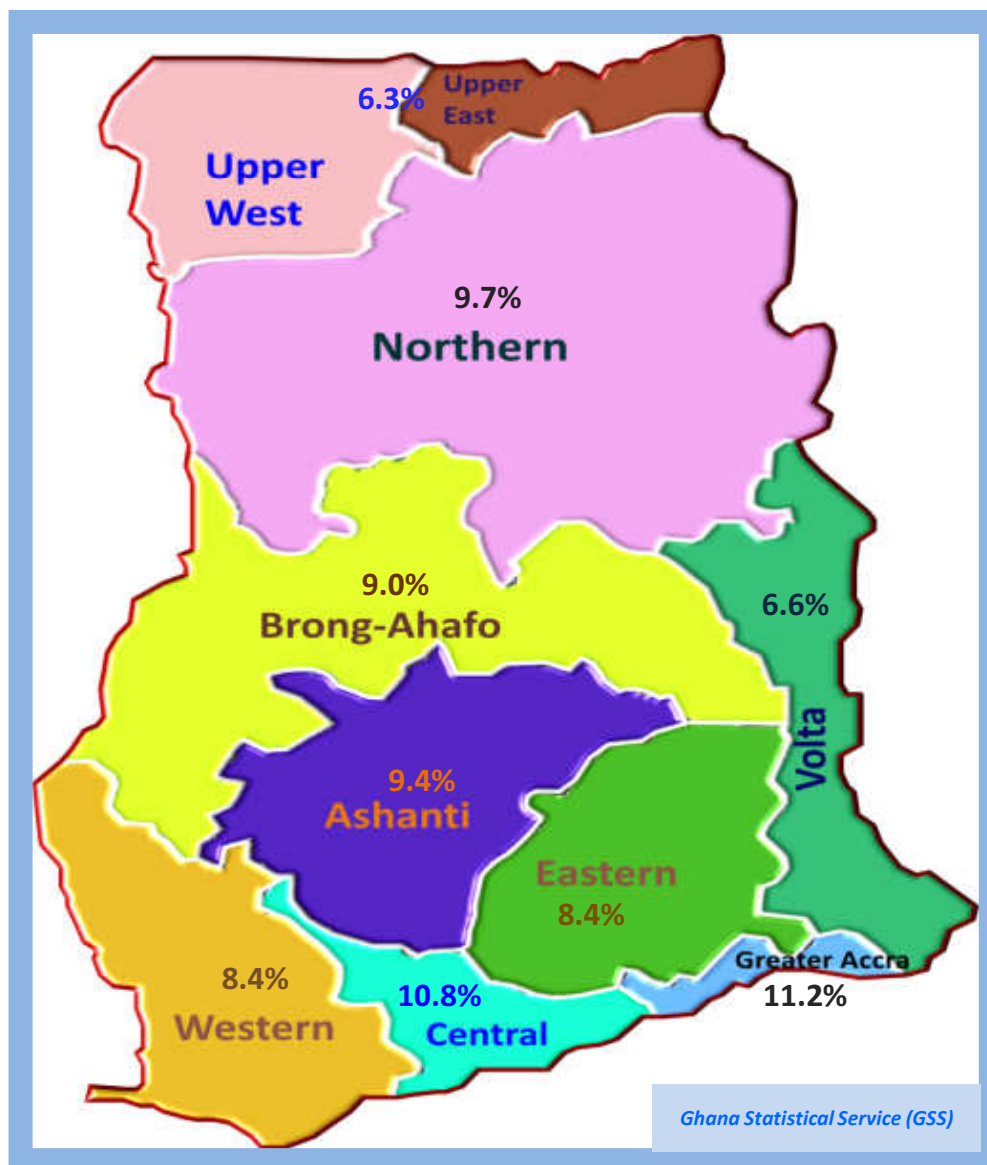 Upper
East
6.3%
Upper
West
9.7%
Northern
9.0%
Brong-Ahafo
6.6%
Volta
9.4%
Ashanti
Eastern
8.4%
Greater Accra
11.2%
8.4%
Western
10.8%
Central
Ghana Statistical Service (GSS)